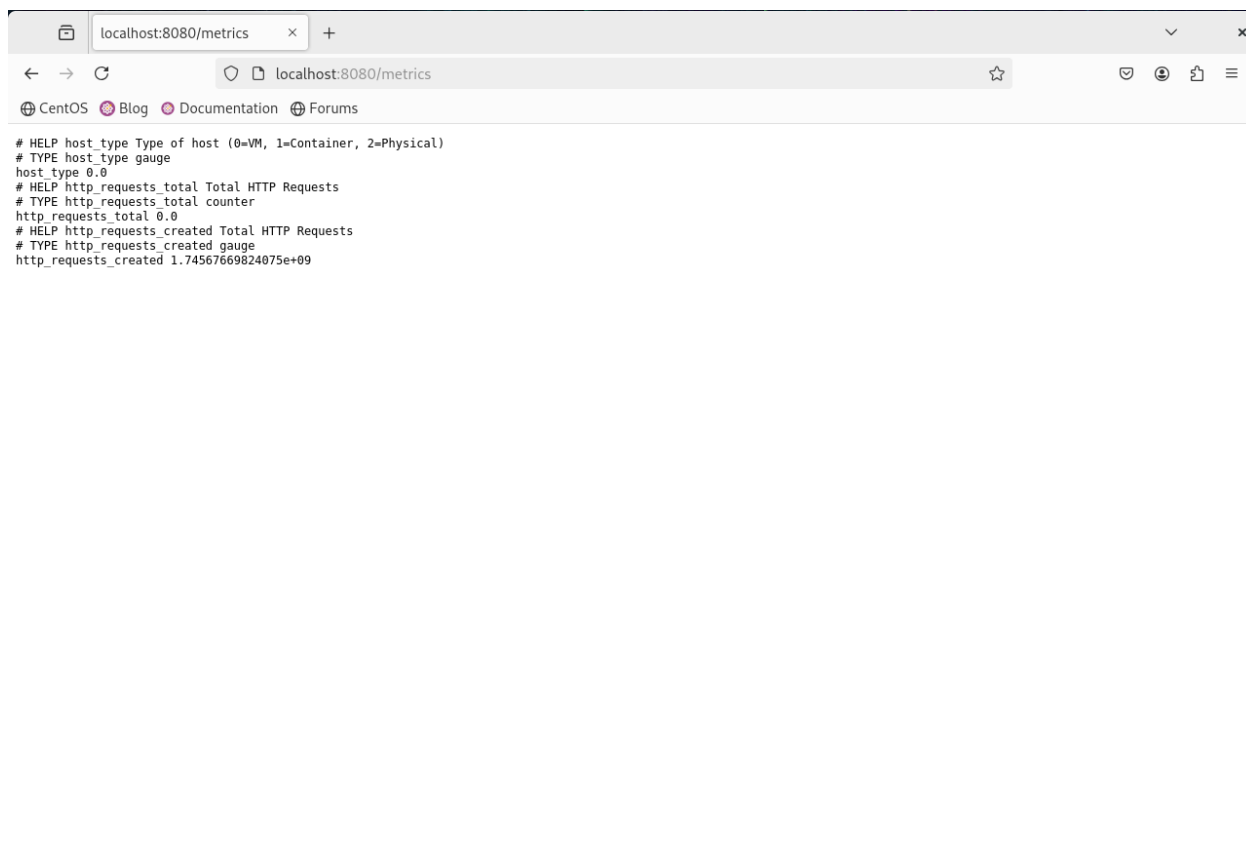 localhost:8080/metrics
localhost:8080/metrics
CentOS Blog Documentation Forums
# HELP host_type Type of host (0=VM, 1=Container, 2=Physical)
# TYPE host_type gauge
host_type 0.0
# HELP http_requests_total Total HTTP Requests
# TYPE http_requests_total counter
http_requests_total 0.0
# HELP http_requests_created Total HTTP Requests
# TYPE http_requests_created gauge
http_requests_created 1.74567669824075e+09